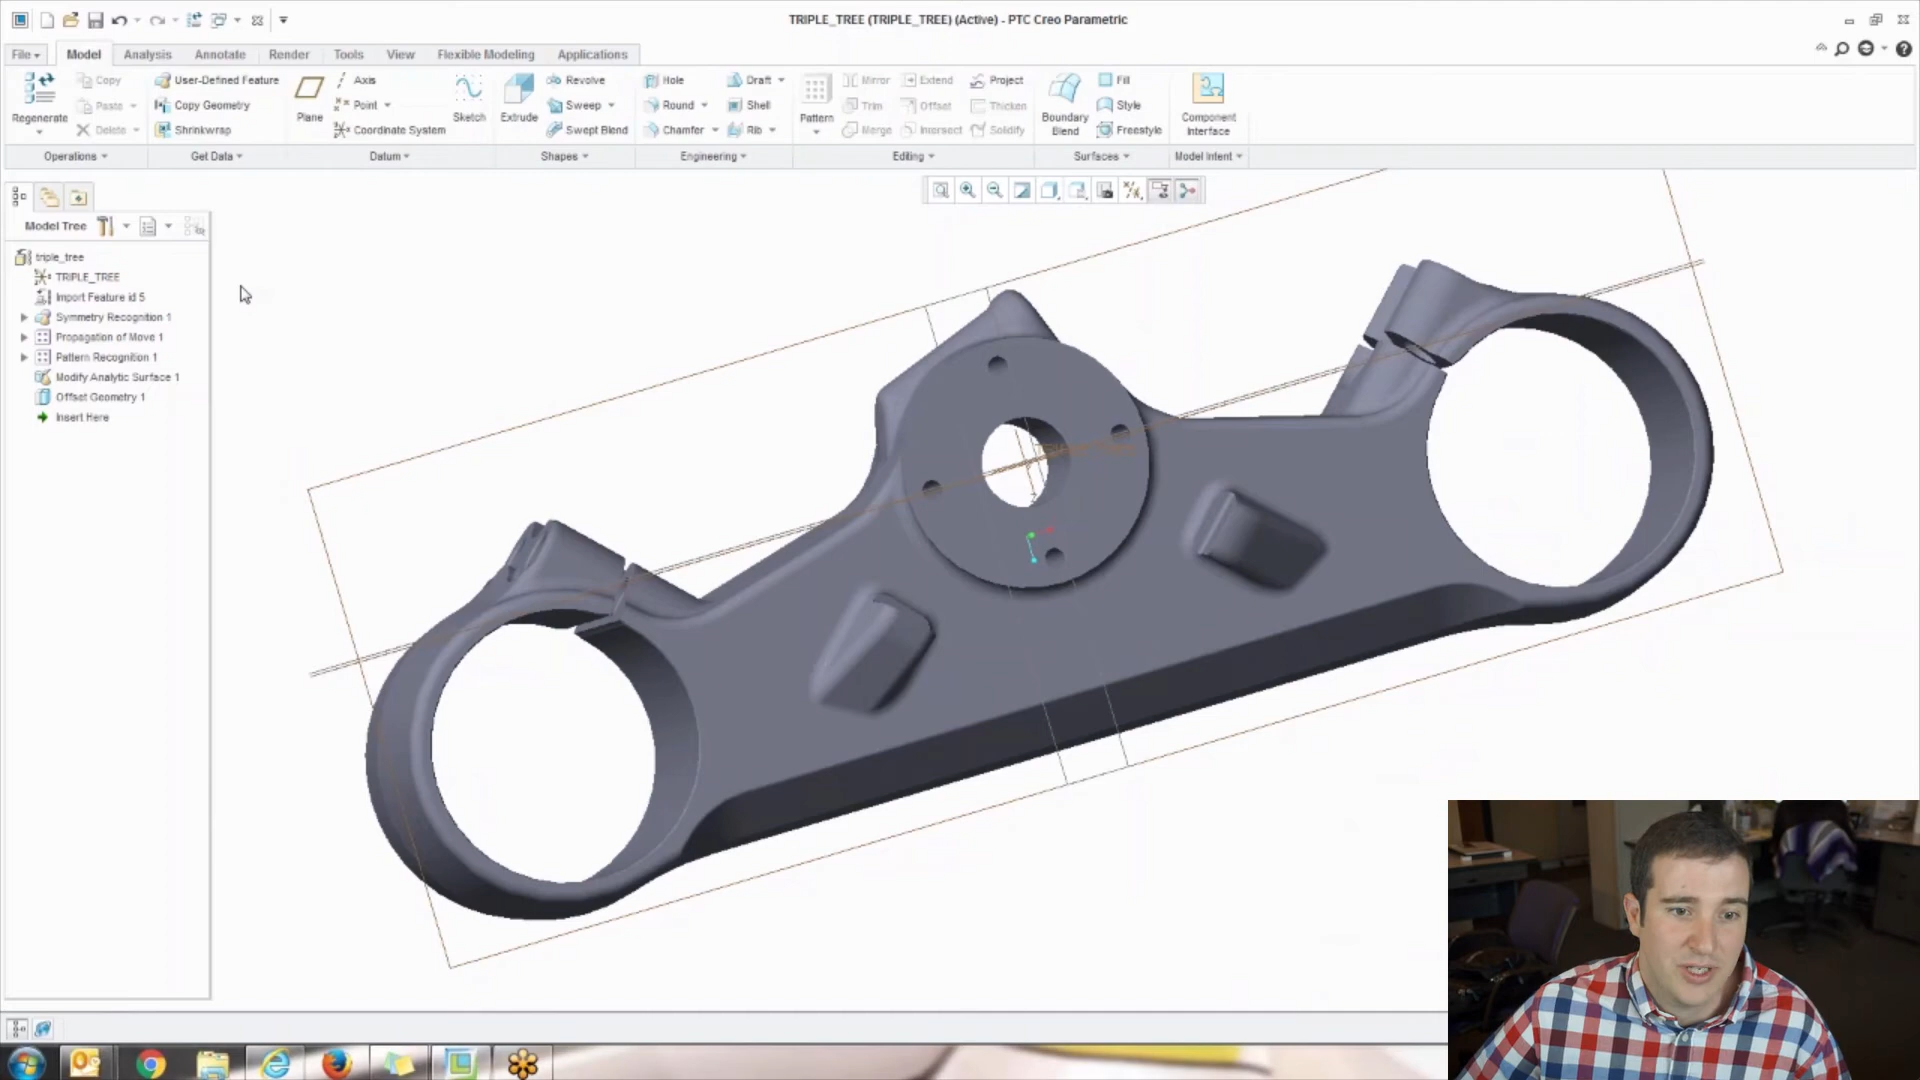 TRIPLE_TREE (TRIPLE_TREE) (Active) - PTC Creo Parametric
File Model Analysis Annotate Render Tools View Flexible Modeling Applications
Regenerate
Copy
Paste
Delete
User-Defined Feature
Copy Geometry
Shrinkwrap
Plane
Axis
Point
Coordinate System
Sketch
Extrude
Revolve
Sweep
Swept Blend
Hole
Round
Chamfer
Draft
Shell
Rib
Pattern
Mirror
Trim
Merge
Extend
Offset
Intersect
Project
Thicken
Solidify
Boundary
Blend
Fill
Style
Freestyle
Component
Interface
Operations Get Data Datum Shapes Engineering Editing Surfaces Model Intent
Model Tree
triple_tree
TRIPLE_TREE
Import Feature id 5
Symmetry Recognition 1
Propagation of Move 1
Pattern Recognition 1
Modify Analytic Surface 1
Offset Geometry 1
Insert Here